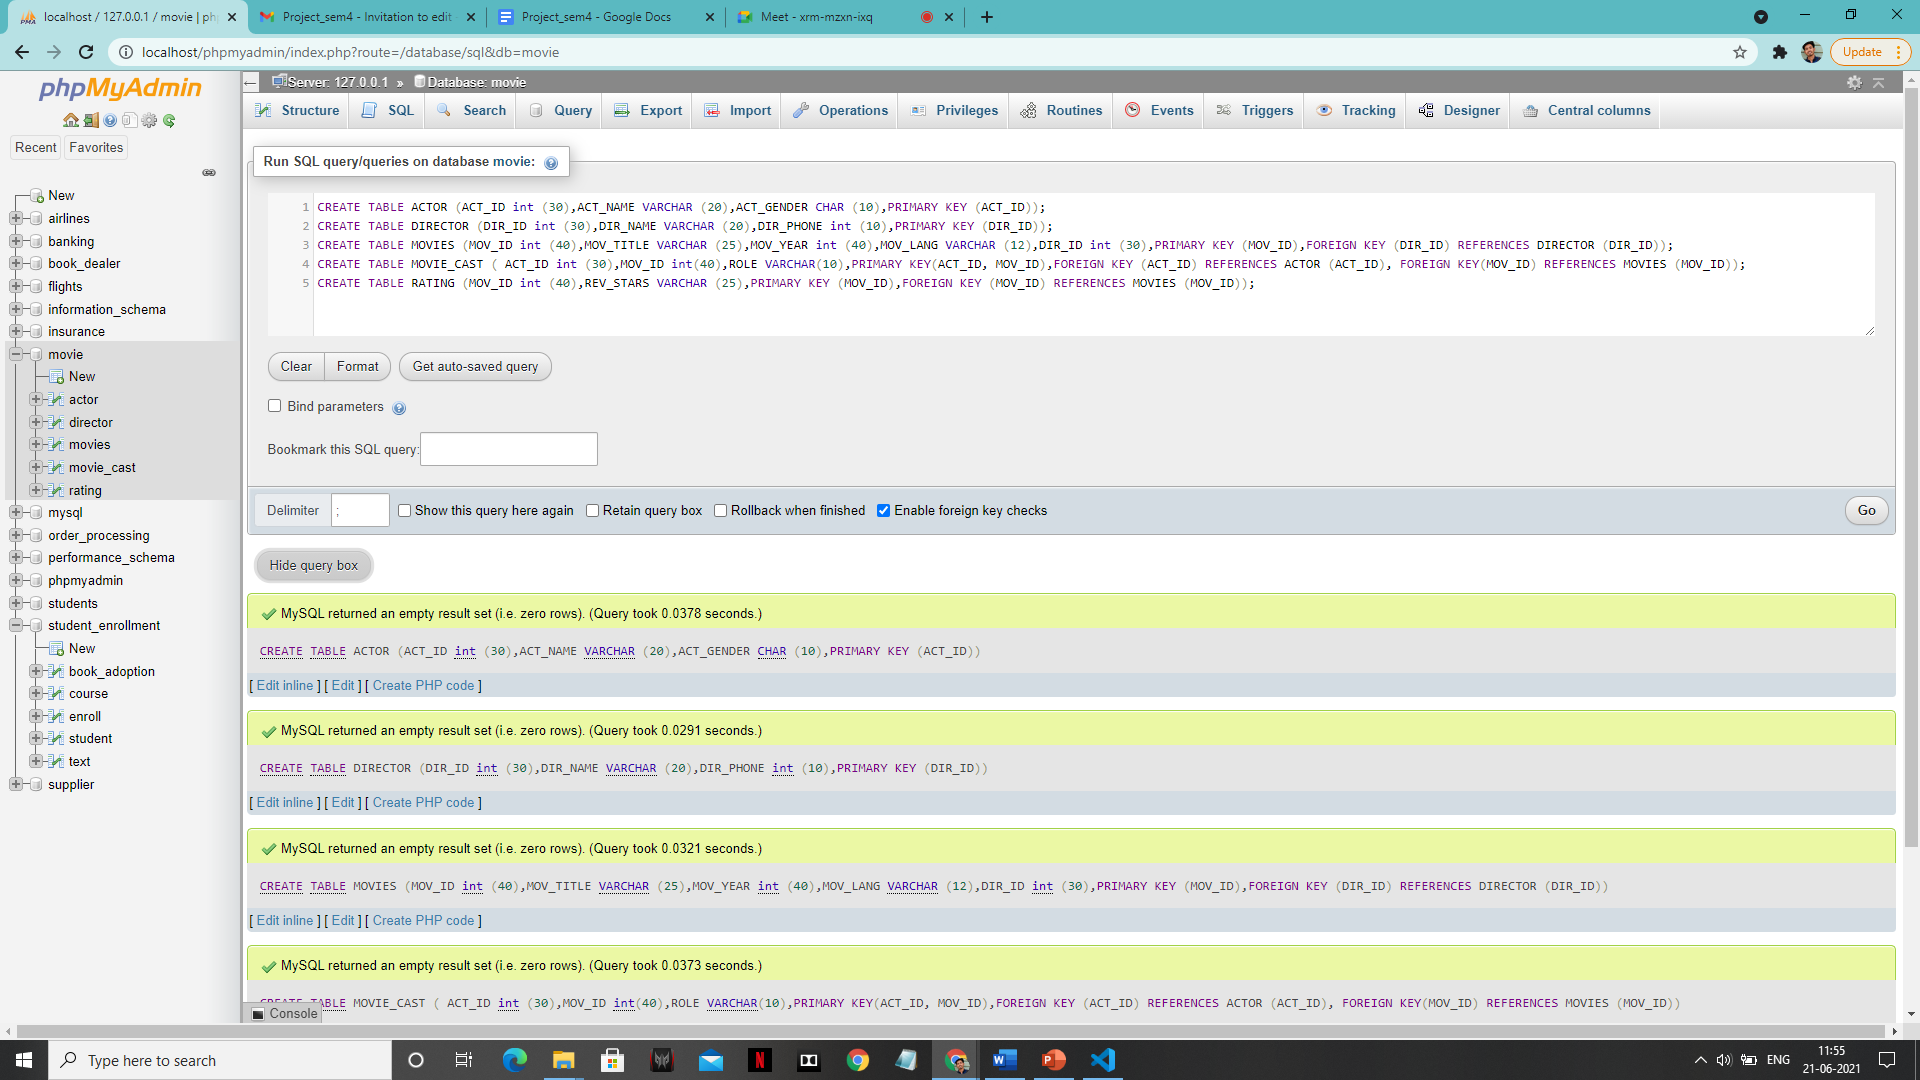 localhost / 127.0.0.1 / movie | ph
Project_sem4 - Invitation to edit
Project_sem4 - Google Docs
Meet - xrm-mzxn-ixq
localhost/phpmyadmin/index.php?route=/database/sql&db=movie
Update
phpMyAdmin
Recent
Favorites
New
airlines
banking
book_dealer
flights
information_schema
insurance
movie
New
actor
director
movies
movie_cast
rating
mysql
order_processing
performance_schema
phpmyadmin
students
student_enrollment
New
book_adoption
course
enroll
student
text
supplier
Server: 127.0.0.1 » Database: movie
Structure SQL Search Query Export Import Operations Privileges Routines Events Triggers Tracking Designer Central columns
Run SQL query/queries on database movie:
1 CREATE TABLE ACTOR (ACT_ID int (30),ACT_NAME VARCHAR (20),ACT_GENDER CHAR (10),PRIMARY KEY (ACT_ID));
2 CREATE TABLE DIRECTOR (DIR_ID int (30),DIR_NAME VARCHAR (20),DIR_PHONE int (10),PRIMARY KEY (DIR_ID));
3 CREATE TABLE MOVIES (MOV_ID int (40),MOV_TITLE VARCHAR (25),MOV_YEAR int (40),MOV_LANG VARCHAR (12),DIR_ID int (30),PRIMARY KEY (MOV_ID),FOREIGN KEY (DIR_ID) REFERENCES DIRECTOR (DIR_ID));
4 CREATE TABLE MOVIE_CAST ( ACT_ID int (30),MOV_ID int(40),ROLE VARCHAR(10),PRIMARY KEY(ACT_ID, MOV_ID),FOREIGN KEY (ACT_ID) REFERENCES ACTOR (ACT_ID), FOREIGN KEY(MOV_ID) REFERENCES MOVIES (MOV_ID));
5 CREATE TABLE RATING (MOV_ID int (40),REV_STARS VARCHAR (25),PRIMARY KEY (MOV_ID),FOREIGN KEY (MOV_ID) REFERENCES MOVIES (MOV_ID));
Clear Format Get auto-saved query
Bind parameters
Bookmark this SQL query:
Delimiter ; Show this query here again Retain query box Rollback when finished Enable foreign key checks Go
Hide query box
MySQL returned an empty result set (i.e. zero rows). (Query took 0.0378 seconds.)
CREATE TABLE ACTOR (ACT_ID int (30),ACT_NAME VARCHAR (20),ACT_GENDER CHAR (10),PRIMARY KEY (ACT_ID))
[ Edit inline ] [ Edit ] [ Create PHP code ]
MySQL returned an empty result set (i.e. zero rows). (Query took 0.0291 seconds.)
CREATE TABLE DIRECTOR (DIR_ID int (30),DIR_NAME VARCHAR (20),DIR_PHONE int (10),PRIMARY KEY (DIR_ID))
[ Edit inline ] [ Edit ] [ Create PHP code ]
MySQL returned an empty result set (i.e. zero rows). (Query took 0.0321 seconds.)
CREATE TABLE MOVIES (MOV_ID int (40),MOV_TITLE VARCHAR (25),MOV_YEAR int (40),MOV_LANG VARCHAR (12),DIR_ID int (30),PRIMARY KEY (MOV_ID),FOREIGN KEY (DIR_ID) REFERENCES DIRECTOR (DIR_ID))
[ Edit inline ] [ Edit ] [ Create PHP code ]
MySQL returned an empty result set (i.e. zero rows). (Query took 0.0373 seconds.)
CREATE TABLE MOVIE_CAST ( ACT_ID int (30),MOV_ID int(40),ROLE VARCHAR(10),PRIMARY KEY(ACT_ID, MOV_ID),FOREIGN KEY (ACT_ID) REFERENCES ACTOR (ACT_ID), FOREIGN KEY(MOV_ID) REFERENCES MOVIES (MOV_ID))
Console
Type here to search
ENG
11:55
21-06-2021